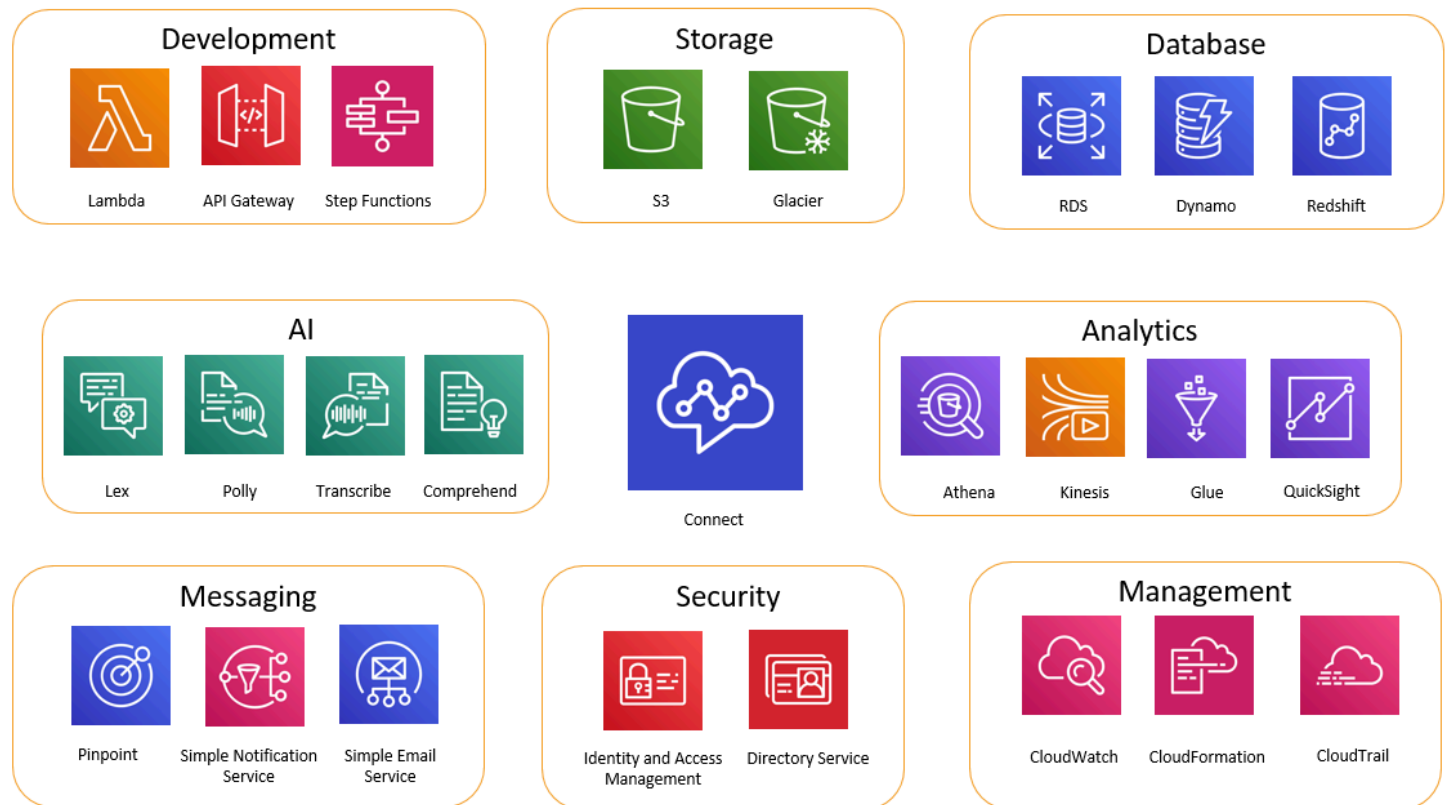 Development
Lambda
API Gateway
Step Functions
Storage
S3
Glacier
Database
RDS
Dynamo
Redshift
AI
Lex
Polly
Transcribe
Comprehend
Connect
Analytics
Athena
Kinesis
Glue
QuickSight
Messaging
Pinpoint
Simple Notification
Service
Simple Email
Service
Security
Identity and Access
Management
Directory Service
Management
CloudWatch
CloudFormation
CloudTrail